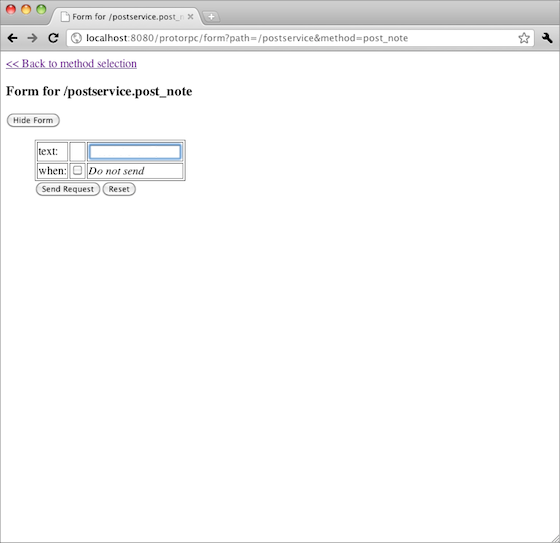 Form for /postservice.post_n
localhost:8080/protorpc/form?path=/postservice&method=post_note
<< Back to method selection
Form for /postservice.post_note
Hide Form
text:
when: Do not send
Send Request Reset